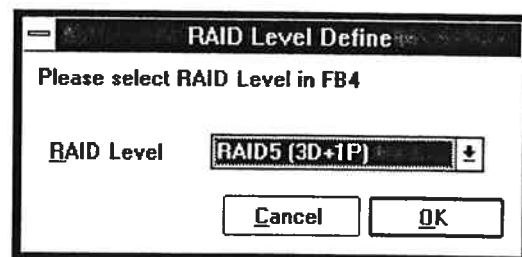 RAID Level Define
Please select RAID Level in FB4
RAID Level RAID5 (3D+1P)
Cancel OK